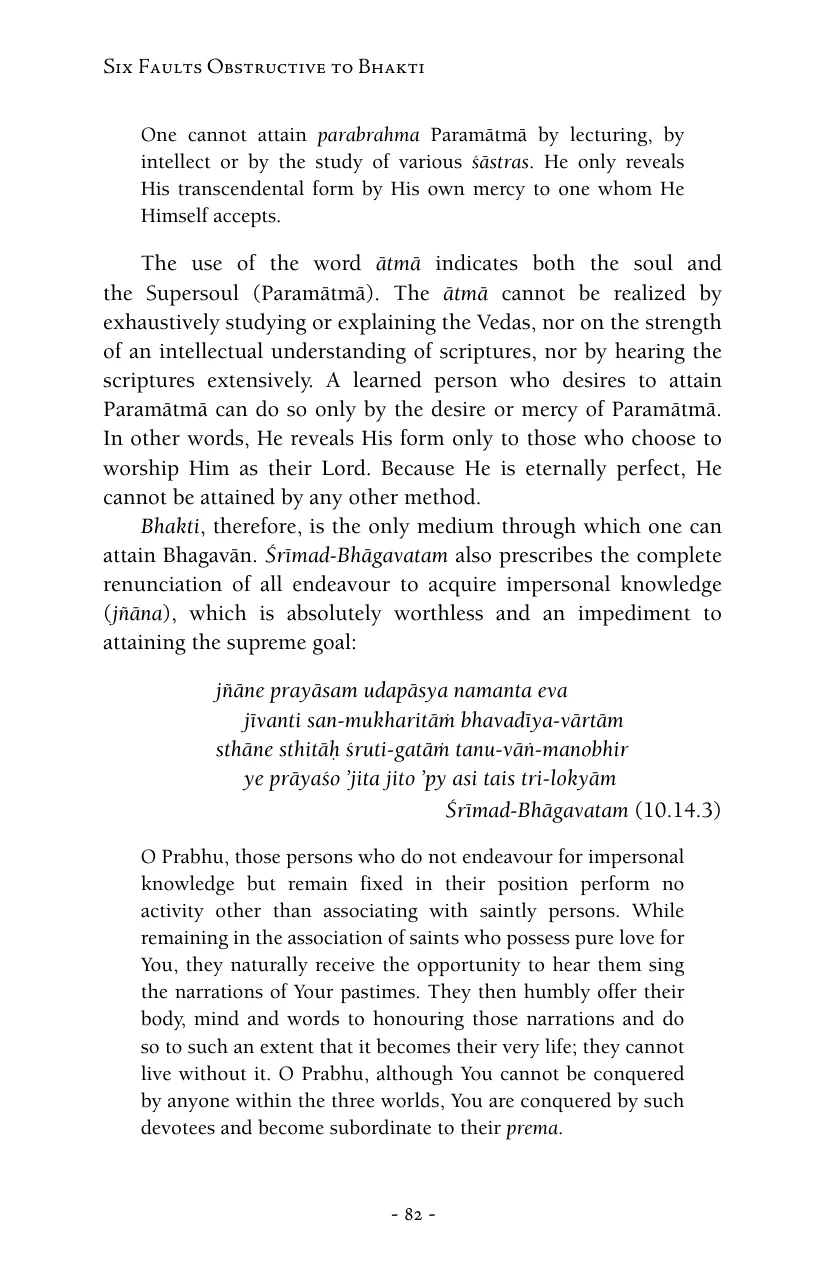 Six Faults Obstructive to Bhakti
One cannot attain parabrahma Paramātmā by lecturing, by
intellect or by the study of various śāstras. He only reveals
His transcendental form by His own mercy to one whom He
Himself accepts.
The use of the word ātmā indicates both the soul and
the Supersoul (Paramātmā). The ātmā cannot be realized by
exhaustively studying or explaining the Vedas, nor on the strength
of an intellectual understanding of scriptures, nor by hearing the
scriptures extensively. A learned person who desires to attain
Paramātmā can do so only by the desire or mercy of Paramātmā.
In other words, He reveals His form only to those who choose to
worship Him as their Lord. Because He is eternally perfect, He
cannot be attained by any other method.
Bhakti, therefore, is the only medium through which one can
attain Bhagavān. Śrīmad-Bhāgavatam also prescribes the complete
renunciation of all endeavour to acquire impersonal knowledge
(jñāna), which is absolutely worthless and an impediment to
attaining the supreme goal:
jñāne prayāsam udapāsya namanta eva
jīvanti san-mukharitāṁ bhavadīya-vārtām
sthāne sthitāḥ śruti-gatāṁ tanu-vāṅ-manobhir
ye prāyaśo ’jita jito ’py asi tais tri-lokyām
Śrīmad-Bhāgavatam (10.14.3)
O Prabhu, those persons who do not endeavour for impersonal
knowledge but remain fixed in their position perform no
activity other than associating with saintly persons. While
remaining in the association of saints who possess pure love for
You, they naturally receive the opportunity to hear them sing
the narrations of Your pastimes. They then humbly offer their
body, mind and words to honouring those narrations and do
so to such an extent that it becomes their very life; they cannot
live without it. O Prabhu, although You cannot be conquered
by anyone within the three worlds, You are conquered by such
devotees and become subordinate to their prema.
- 82 -